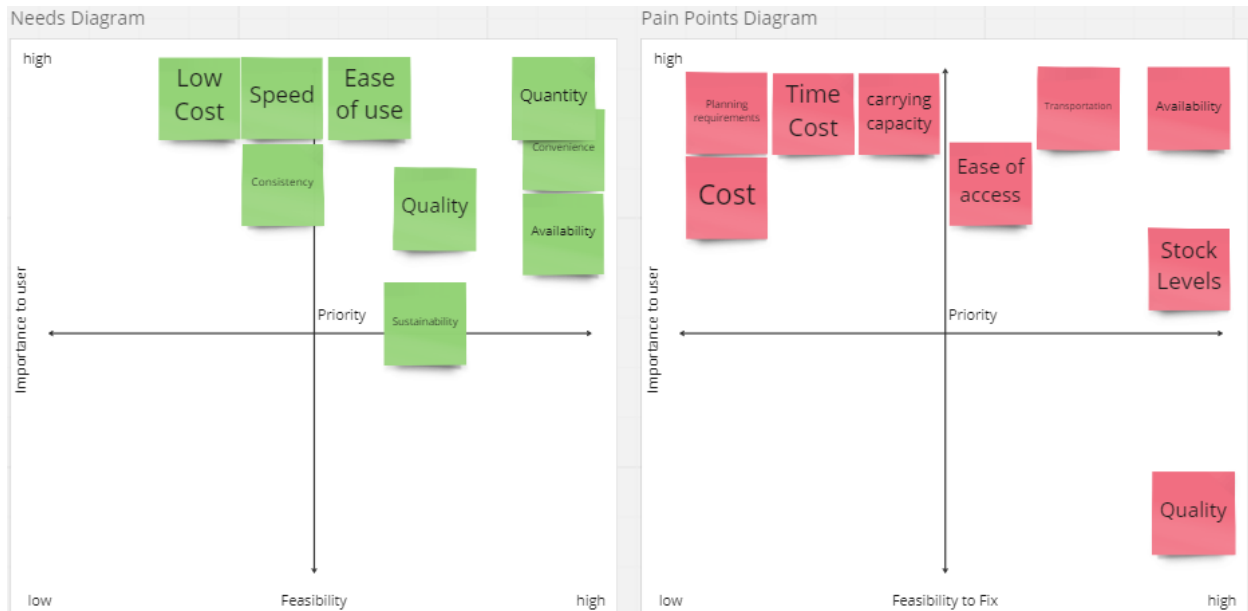 Needs Diagram
high
Low
Cost
Speed
Ease
of use
Quantity
Convenience
Consistency
Quality
Availability
Sustainability
Priority
Importance to user
low
Feasibility
high
Pain Points Diagram
high
Planning
requirements
Time
Cost
carrying
capacity
Transportation
Availability
Cost
Ease of
access
Stock
Levels
Priority
Importance to user
Quality
low
Feasibility to Fix
high